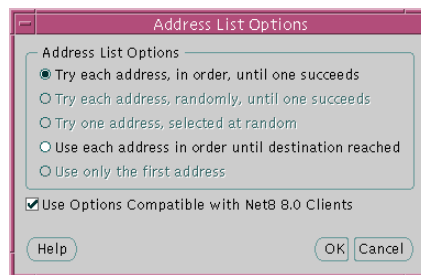 Address List Options
Address List Options
Try each address, in order, until one succeeds
Try each address, randomly, until one succeeds
Try one address, selected at random
Use each address in order until destination reached
Use only the first address
Use Options Compatible with Net8 8.0 Clients
Help OK Cancel